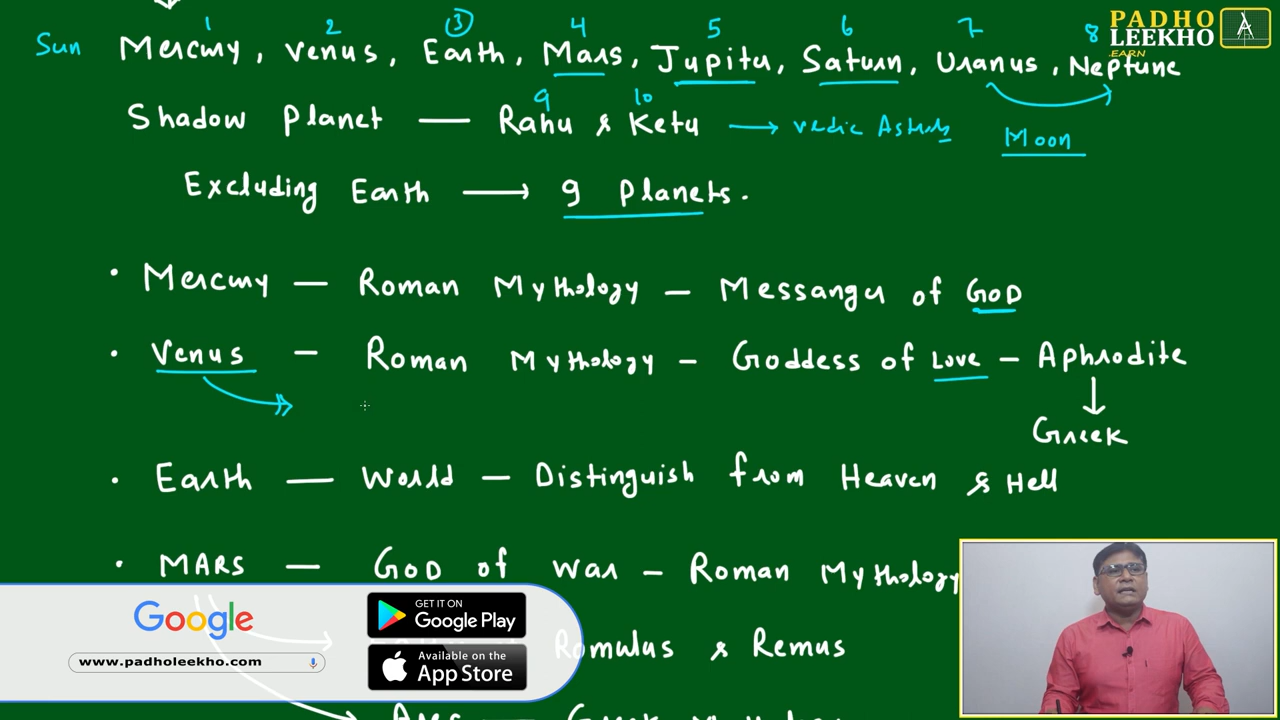 1 2 3 4 5 6 7 8
Sun Mercury, Venus, Earth, Mars, Jupiter, Saturn, Uranus, Neptune
PADHO
LEEKHO
.EARN
9 10
Shadow Planet — Rahu & Ketu → Vedic
Moon
Excluding Earth → 9 Planets.
• Mercury — Roman Mythology — Messanger of GOD
• Venus — Roman Mythology — Goddess of Love — Aphrodite
↓
Greek
• Earth — World — Distinguish from Heaven & Hell
• MARS — GOD of War — Roman Mythology
Romulus & Remus
Google
www.padholeekho.com
GET IT ON
Google Play
Available on the
App Store